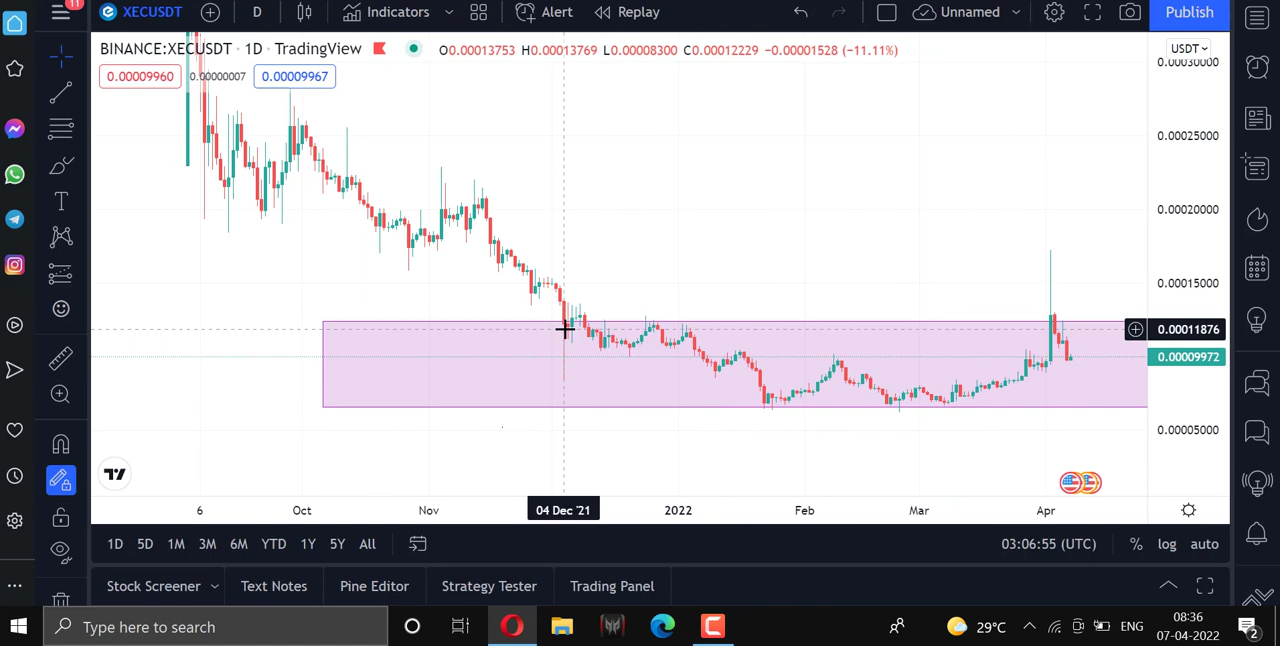 11
XECUSDT
D
Indicators
Alert
Replay
Unnamed
Publish
BINANCE:XECUSDT · 1D · TradingView
O0.00013753 H0.00013769 L0.00008300 C0.00012229 −0.00001528 (−11.11%)
USDT
0.00009960
0.00000007
0.00009967
0.00030000
0.00025000
0.00020000
0.00015000
0.00011876
0.00009972
0.00005000
6
Oct
Nov
04 Dec '21
2022
Feb
Mar
Apr
1D 5D 1M 3M 6M YTD 1Y 5Y All
03:06:55 (UTC)
% log auto
Stock Screener
Text Notes
Pine Editor
Strategy Tester
Trading Panel
Type here to search
29°C
ENG
08:36
07-04-2022
2